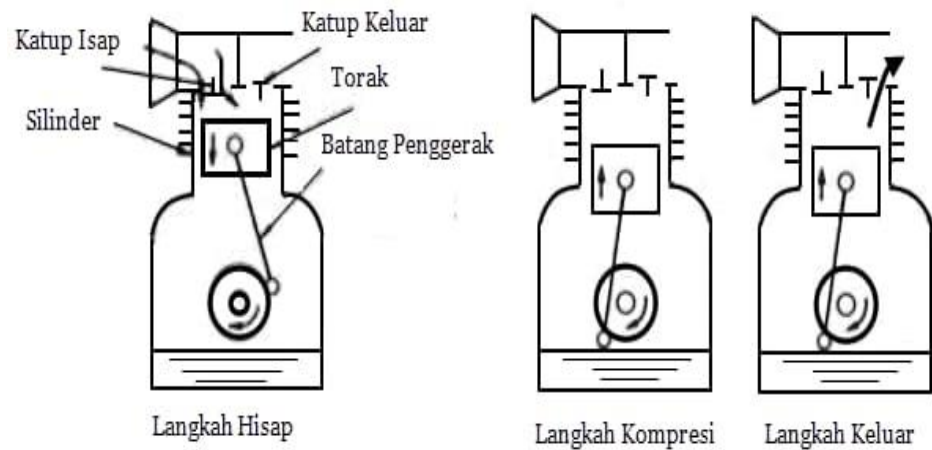 Katup Isap
Katup Keluar
Torak
Silinder
Batang Penggerak
Langkah Hisap
Langkah Kompresi
Langkah Keluar